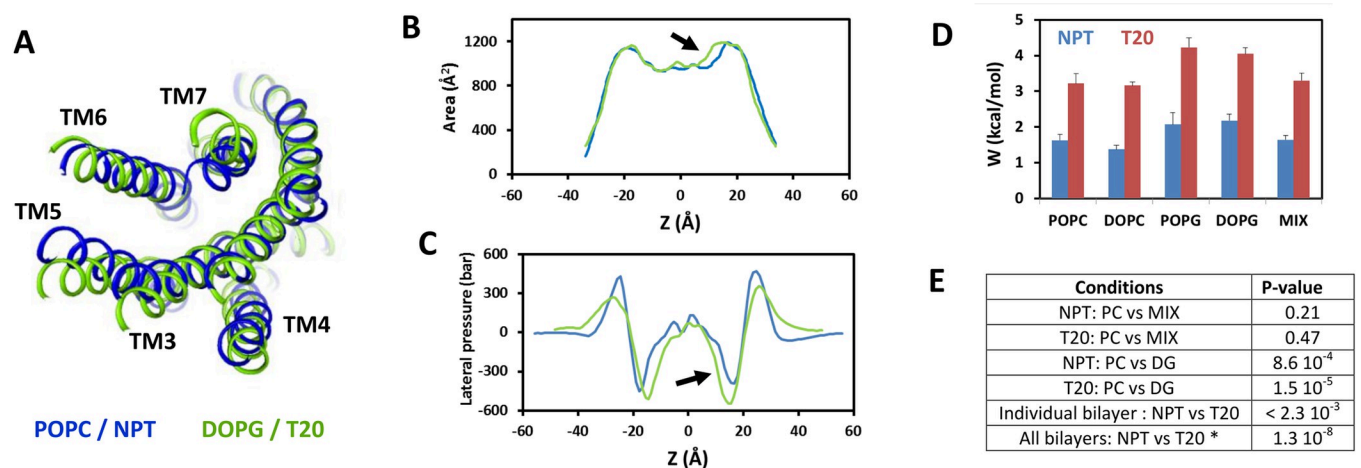 A
TM6
TM7
TM5
TM3
TM4
POPC / NPT
DOPG / T20
B
Area (Å²)
1200
800
400
0
-60 -40 -20 0 20 40 60
Z (Å)
C
Lateral pressure (bar)
600
300
0
-300
-600
-60 -40 -20 0 20 40 60
Z (Å)
D
NPT T20
W (kcal/mol)
5
4
3
2
1
0
POPC DOPC POPG DOPG MIX
E
Conditions P-value
NPT: PC vs MIX 0.21
T20: PC vs MIX 0.47
NPT: PC vs DG 8.6 10⁻⁴
T20: PC vs DG 1.5 10⁻⁵
Individual bilayer : NPT vs T20 < 2.3 10⁻³
All bilayers: NPT vs T20 * 1.3 10⁻⁸